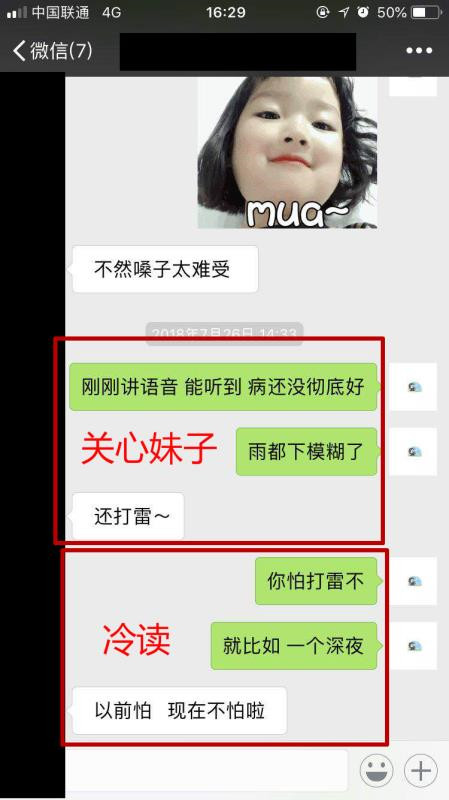 中国联通 4G 16:29 50%
微信(7)
mua~
不然嗓子太难受
2018年7月26日 14:33
刚刚讲语音 能听到 病还没彻底好
关心妹子
雨都下模糊了
还打雷～
你怕打雷不
冷读
就比如 一个深夜
以前怕 现在不怕啦